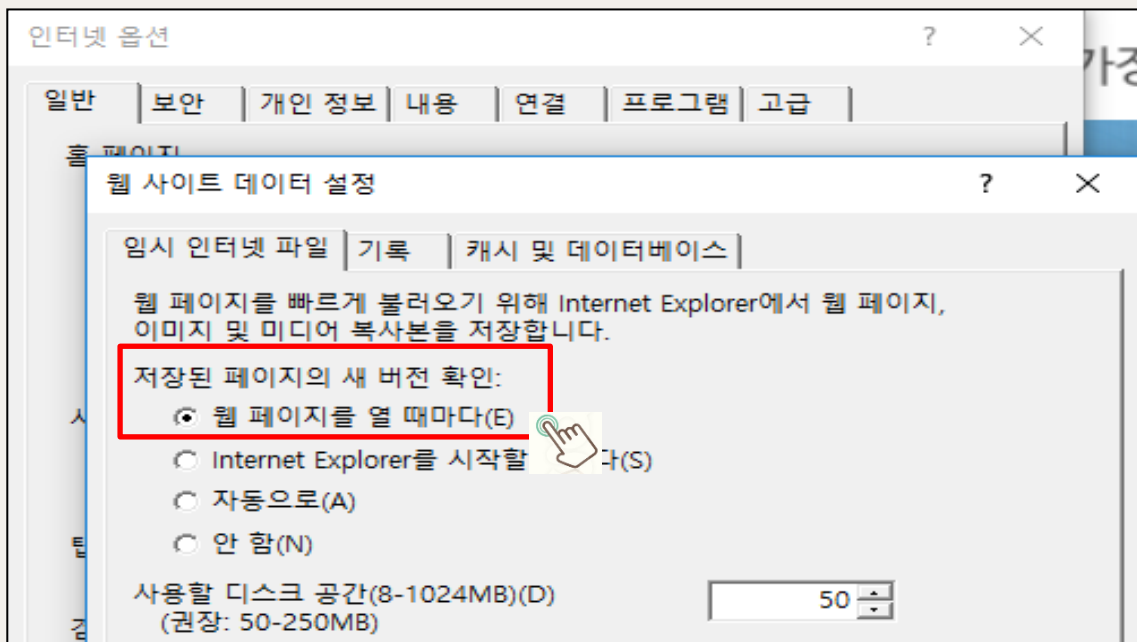 인터넷 옵션
일반 보안 개인 정보 내용 연결 프로그램 고급
홈 페이지
웹 사이트 데이터 설정
임시 인터넷 파일 기록 캐시 및 데이터베이스
웹 페이지를 빠르게 불러오기 위해 Internet Explorer에서 웹 페이지,
이미지 및 미디어 복사본을 저장합니다.
저장된 페이지의 새 버전 확인:
웹 페이지를 열 때마다(E)
Internet Explorer를 시작할 다(S)
자동으로(A)
안 함(N)
사용할 디스크 공간(8-1024MB)(D) 50
(권장: 50-250MB)